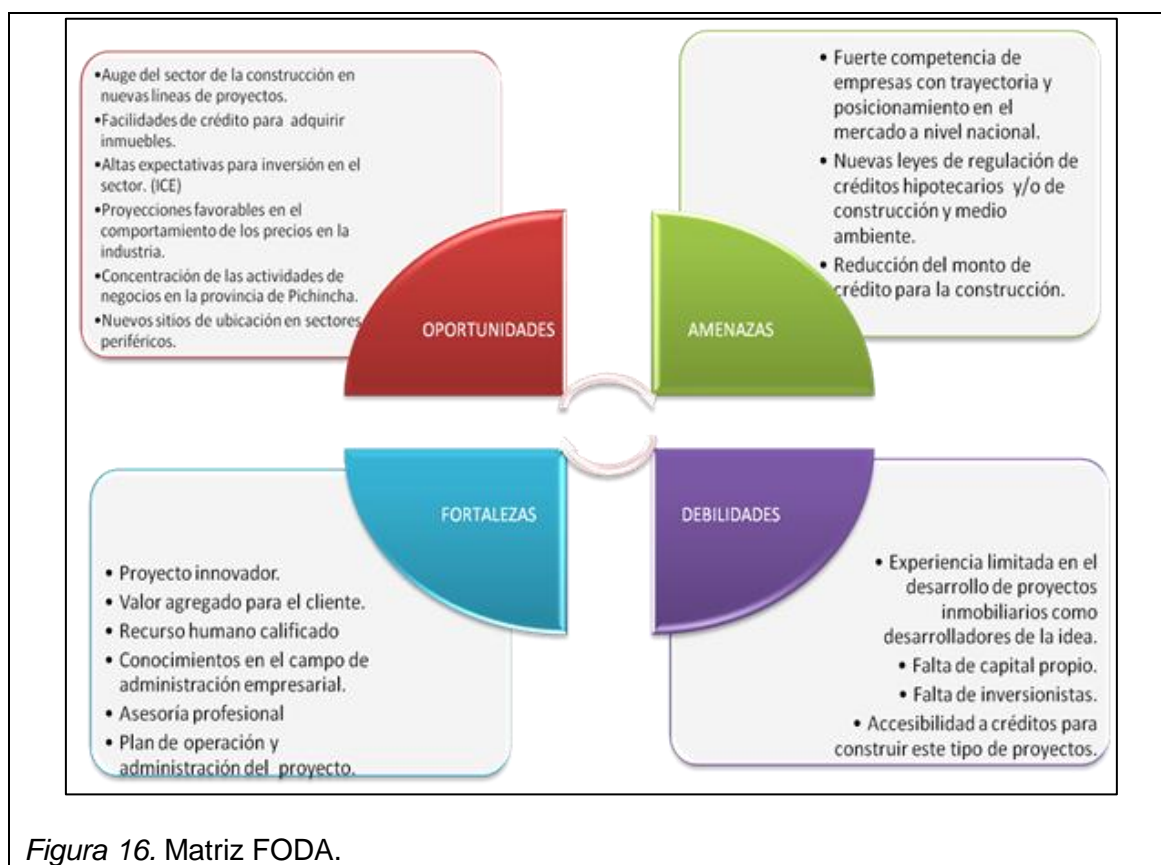 •Auge del sector de la construcción en
nuevas líneas de proyectos.
•Facilidades de crédito para adquirir
inmuebles.
•Altas expectativas para inversión en el
sector. (ICE)
•Proyecciones favorables en el
comportamiento de los precios en la
industria.
•Concentración de las actividades de
negocios en la provincia de Pichincha.
•Nuevos sitios de ubicación en sectores
periféricos.
OPORTUNIDADES
• Fuerte competencia de
empresas con trayectoria y
posicionamiento en el
mercado a nivel nacional.
• Nuevas leyes de regulación de
créditos hipotecarios y/o de
construcción y medio
ambiente.
• Reducción del monto de
crédito para la construcción.
AMENAZAS
FORTALEZAS
• Proyecto innovador.
• Valor agregado para el cliente.
• Recurso humano calificado
• Conocimientos en el campo de
administración empresarial.
• Asesoría profesional
• Plan de operación y
administración del proyecto.
DEBILIDADES
• Experiencia limitada en el
desarrollo de proyectos
inmobiliarios como
desarrolladores de la idea.
• Falta de capital propio.
• Falta de inversionistas.
• Accesibilidad a créditos para
construir este tipo de proyectos.
Figura 16. Matriz FODA.